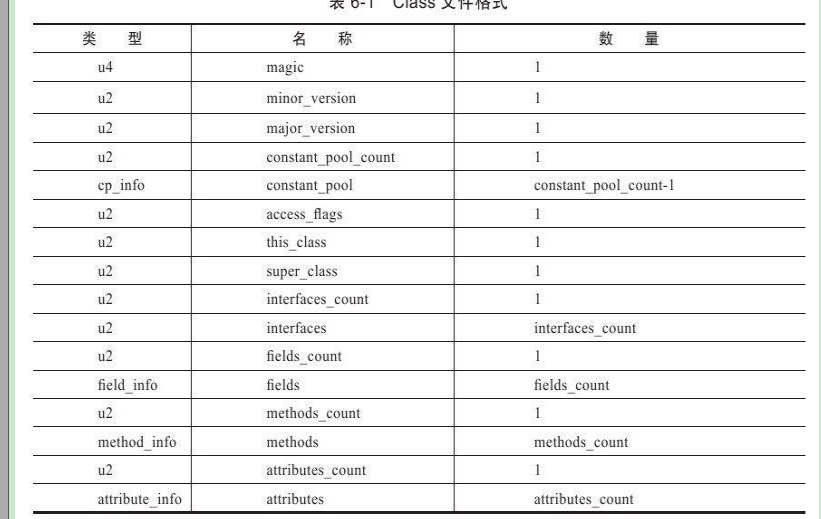 表 6-1 Class 文件格式
类 型 名 称 数 量
u4 magic 1
u2 minor_version 1
u2 major_version 1
u2 constant_pool_count 1
cp_info constant_pool constant_pool_count-1
u2 access_flags 1
u2 this_class 1
u2 super_class 1
u2 interfaces_count 1
u2 interfaces interfaces_count
u2 fields_count 1
field_info fields fields_count
u2 methods_count 1
method_info methods methods_count
u2 attributes_count 1
attribute_info attributes attributes_count